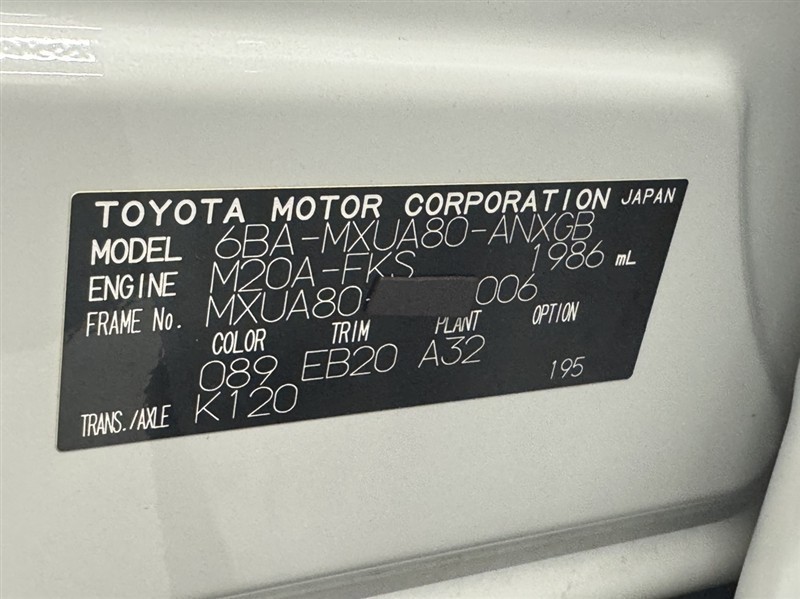 TOYOTA MOTOR CORPORATION JAPAN
MODEL 6BA-MXUA80-ANXGB
ENGINE M20A-FKS 1986 mL
FRAME No. MXUA80- 006
COLOR TRIM PLANT OPTION
089 EB20 A32 195
TRANS./AXLE K120